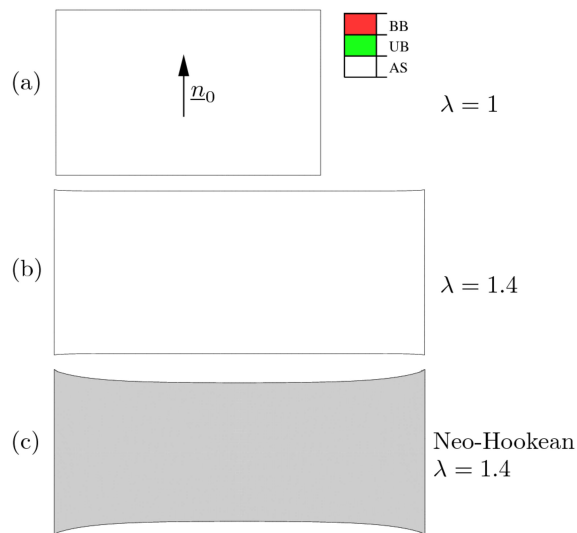 BB
UB
AS
(a)
n₀
λ = 1
(b)
λ = 1.4
(c)
Neo-Hookean
λ = 1.4